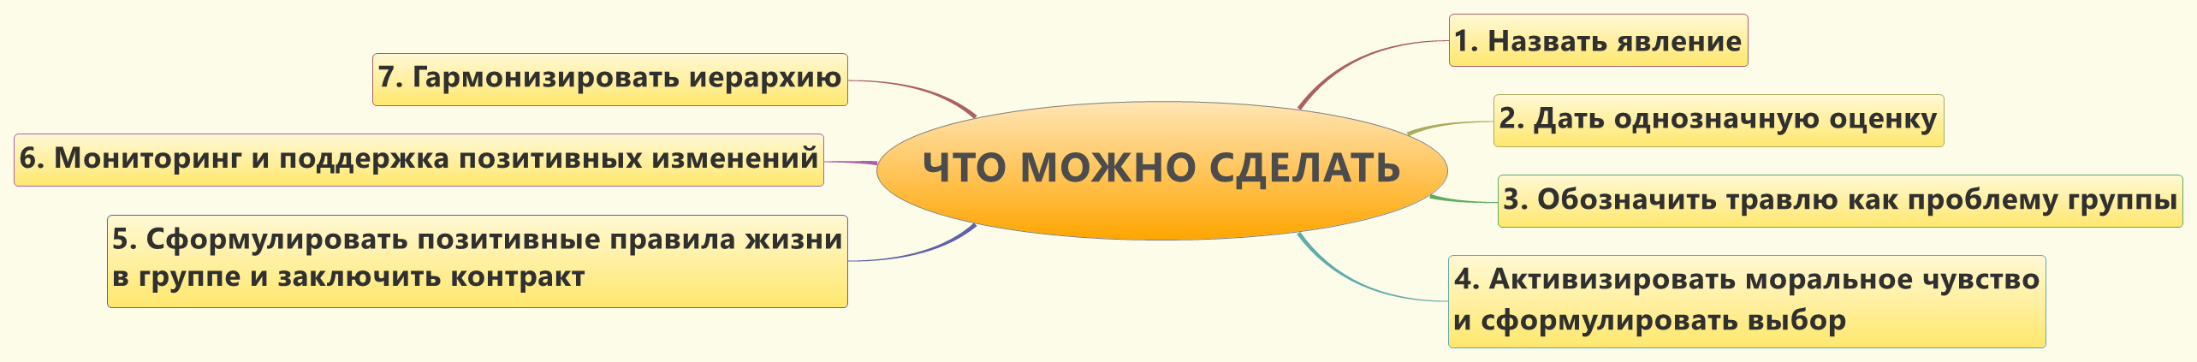 ЧТО МОЖНО СДЕЛАТЬ
1. Назвать явление
2. Дать однозначную оценку
3. Обозначить травлю как проблему группы
4. Активизировать моральное чувство
и сформулировать выбор
5. Сформулировать позитивные правила жизни
в группе и заключить контракт
6. Мониторинг и поддержка позитивных изменений
7. Гармонизировать иерархию